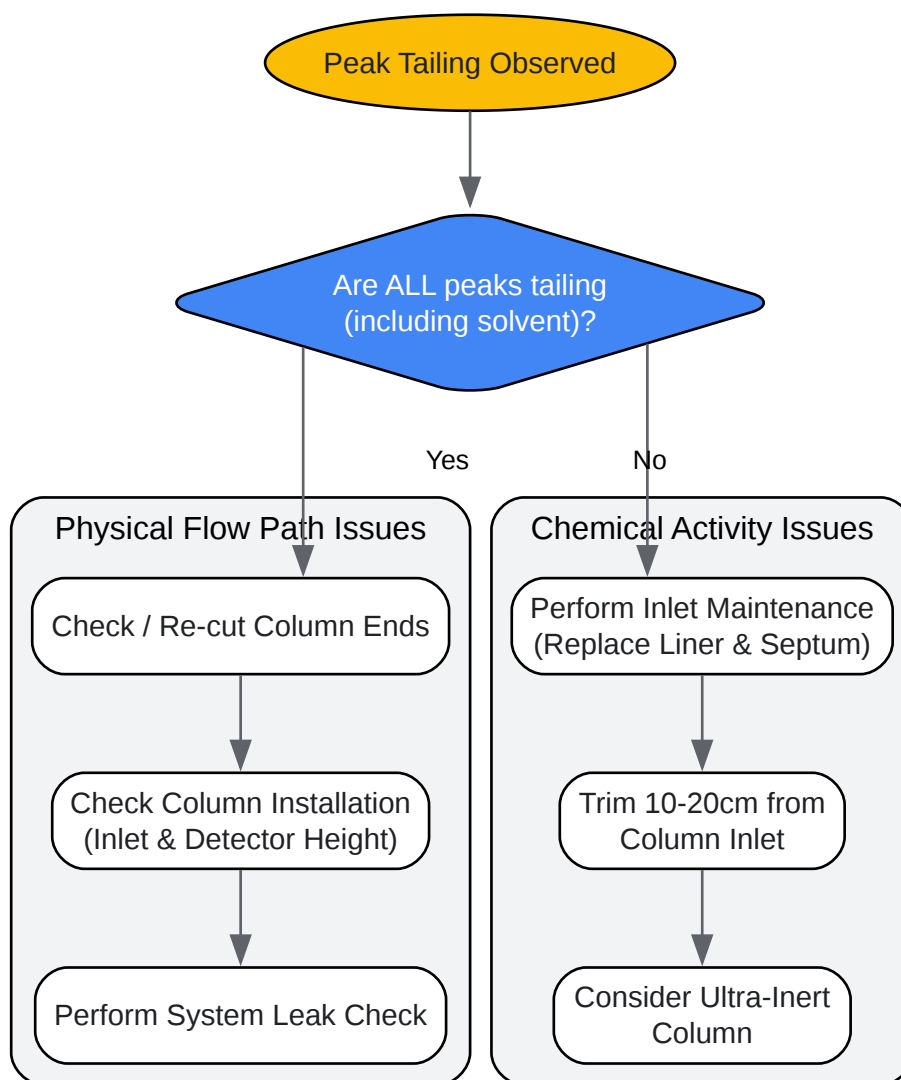 Peak Tailing Observed
Are ALL peaks tailing
(including solvent)?
Yes
No
Physical Flow Path Issues
Check / Re-cut Column Ends
Check Column Installation
(Inlet & Detector Height)
Perform System Leak Check
Chemical Activity Issues
Perform Inlet Maintenance
(Replace Liner & Septum)
Trim 10-20cm from
Column Inlet
Consider Ultra-Inert
Column